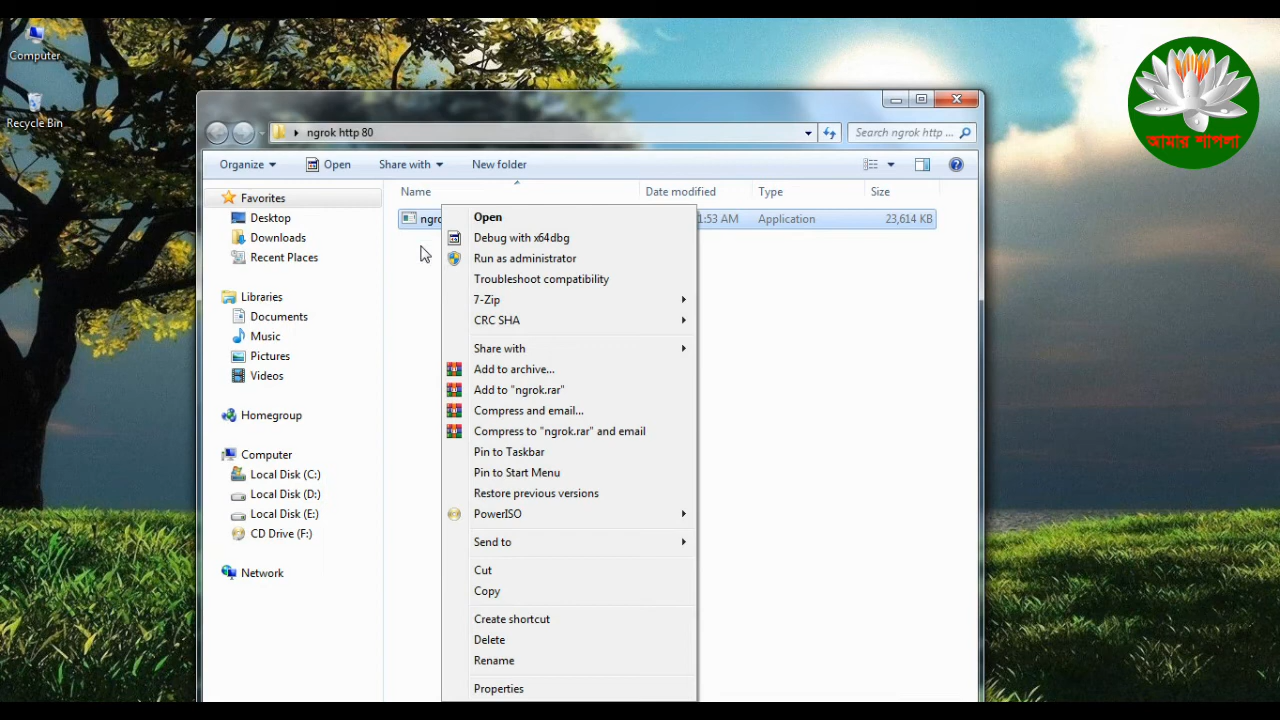 Computer
Recycle Bin
আমার শাপলা
ngrok http 80
Search ngrok http ...
Organize
Open
Share with
New folder
Name
Date modified
Type
Size
ngro
1:53 AM
Application
23,614 KB
Favorites
Desktop
Downloads
Recent Places
Libraries
Documents
Music
Pictures
Videos
Homegroup
Computer
Local Disk (C:)
Local Disk (D:)
Local Disk (E:)
CD Drive (F:)
Network
Open
Debug with x64dbg
Run as administrator
Troubleshoot compatibility
7-Zip
CRC SHA
Share with
Add to archive...
Add to "ngrok.rar"
Compress and email...
Compress to "ngrok.rar" and email
Pin to Taskbar
Pin to Start Menu
Restore previous versions
PowerISO
Send to
Cut
Copy
Create shortcut
Delete
Rename
Properties